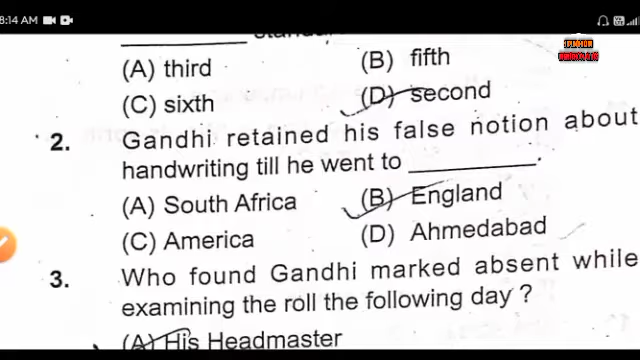 8:14 AM
(A) third (B) fifth
(C) sixth (D) second
2. Gandhi retained his false notion about
handwriting till he went to ________.
(A) South Africa (B) England
(C) America (D) Ahmedabad
3. Who found Gandhi marked absent while
examining the roll the following day ?
(A) His Headmaster